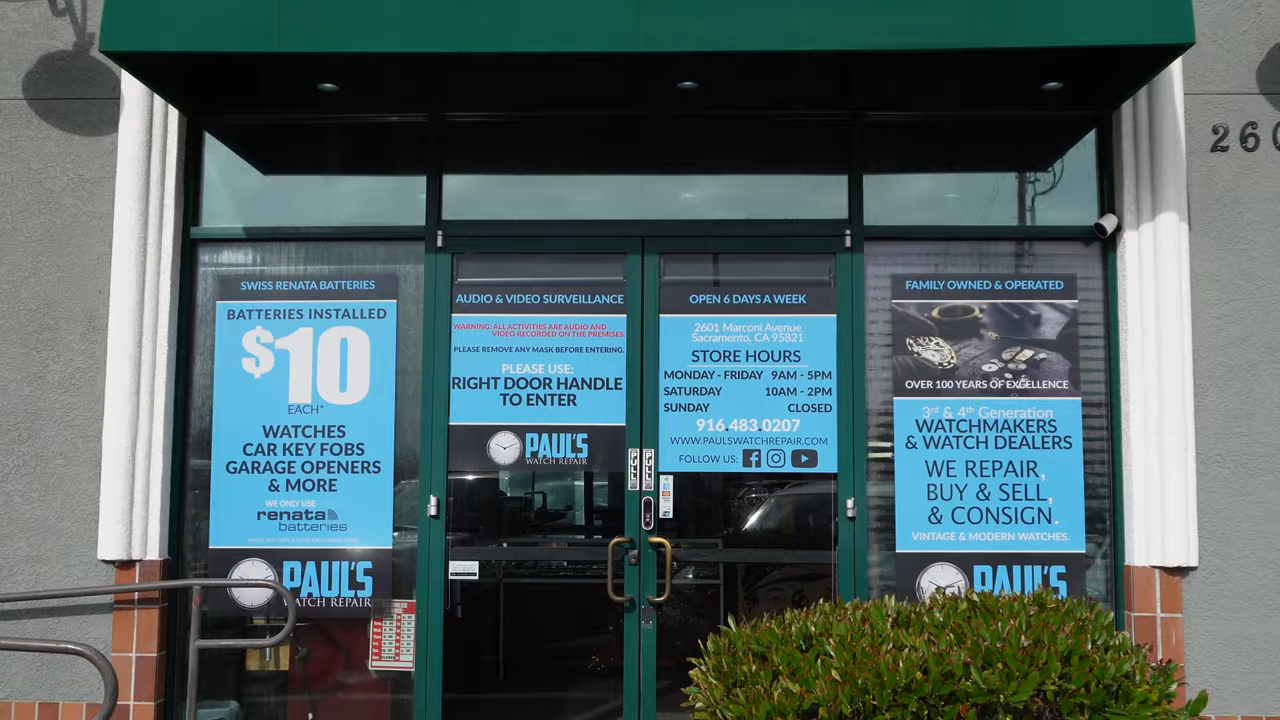 260
SWISS RENATA BATTERIES
BATTERIES INSTALLED
$10
EACH*
WATCHES
CAR KEY FOBS
GARAGE OPENERS
& MORE
WE ONLY USE
renata
batteries
PAUL'S
WATCH REPAIR
AUDIO & VIDEO SURVEILLANCE
WARNING: ALL ACTIVITIES ARE AUDIO AND
VIDEO RECORDED ON THE PREMISES.
PLEASE REMOVE ANY MASK BEFORE ENTERING.
PLEASE USE:
RIGHT DOOR HANDLE
TO ENTER
PAUL'S
WATCH REPAIR
PULL
PULL
OPEN 6 DAYS A WEEK
2601 Marconi Avenue
Sacramento, CA 95821
STORE HOURS
MONDAY - FRIDAY 9AM - 5PM
SATURDAY 10AM - 2PM
SUNDAY CLOSED
916.483.0207
WWW.PAULSWATCHREPAIR.COM
FOLLOW US:
FAMILY OWNED & OPERATED
OVER 100 YEARS OF EXCELLENCE
3rd & 4th Generation
WATCHMAKERS
& WATCH DEALERS
WE REPAIR,
BUY & SELL,
& CONSIGN.
VINTAGE & MODERN WATCHES.
PAUL'S